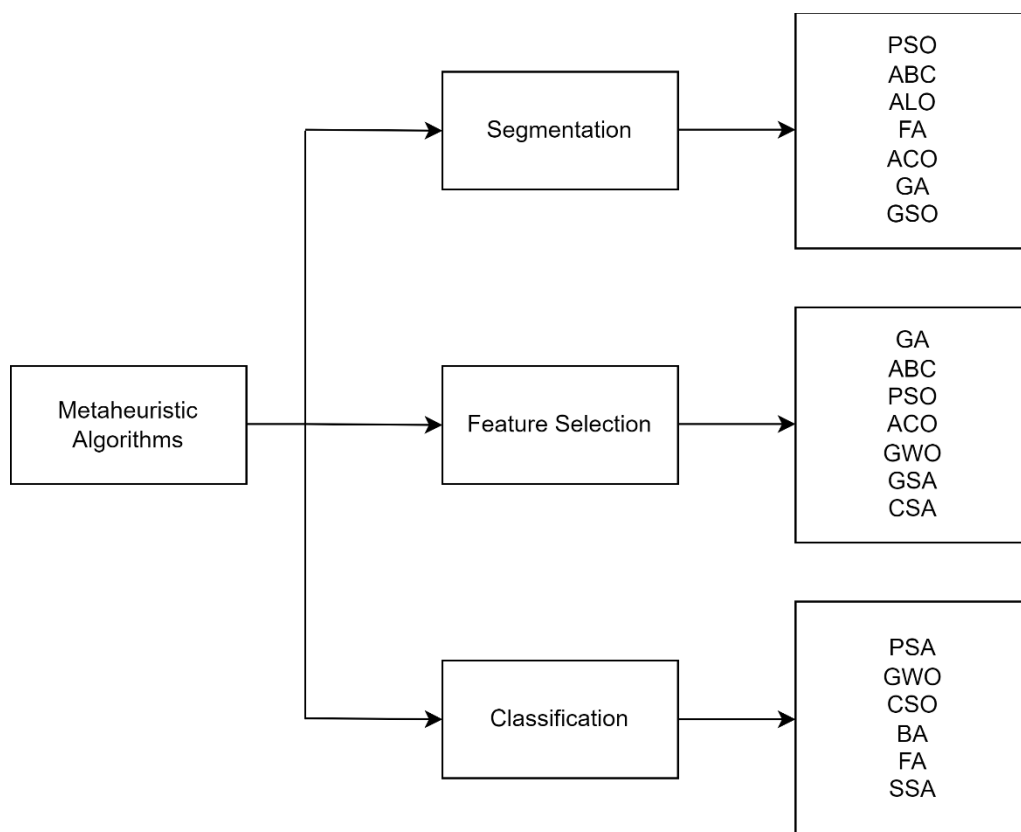 Metaheuristic
Algorithms
Segmentation
PSO
ABC
ALO
FA
ACO
GA
GSO
Feature Selection
GA
ABC
PSO
ACO
GWO
GSA
CSA
Classification
PSA
GWO
CSO
BA
FA
SSA